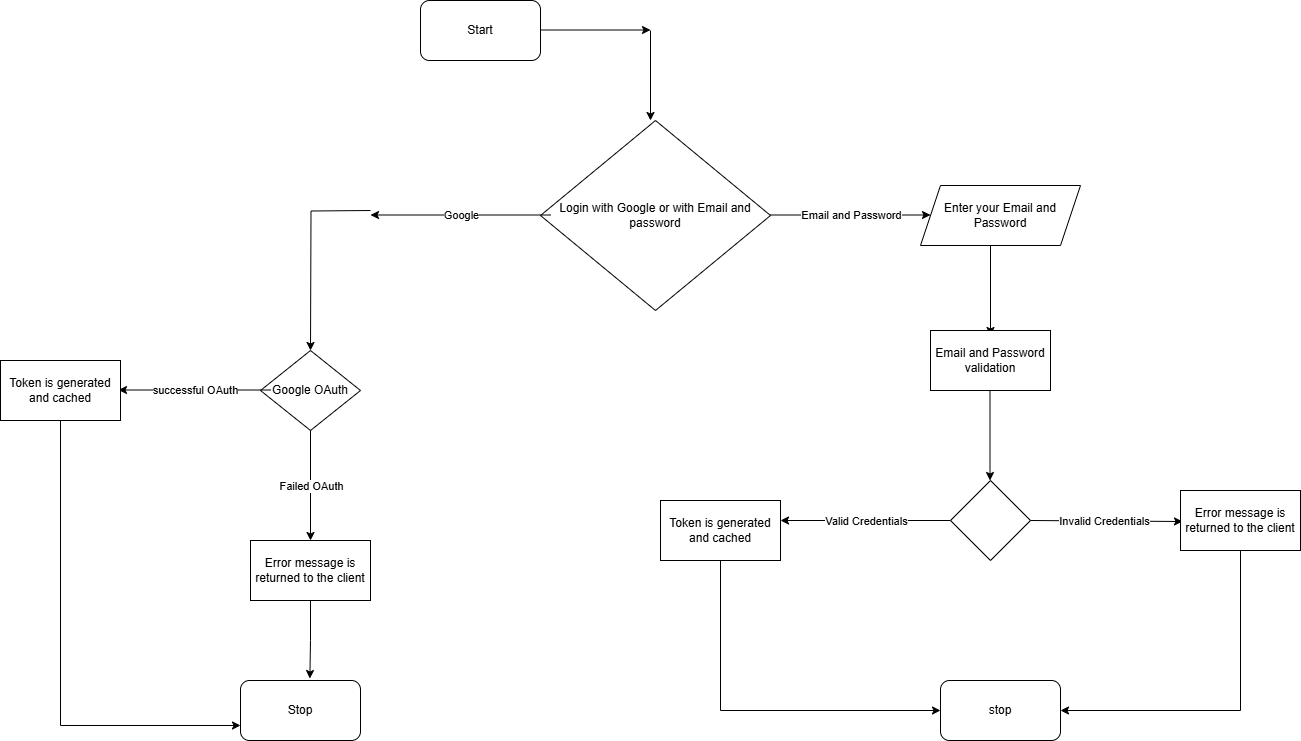 Start
Login with Google or with Email and
password
Google
Email and Password
Enter your Email and
Password
Email and Password
validation
Token is generated
and cached
successful OAuth
Google OAuth
Failed OAuth
Error message is
returned to the client
Stop
Token is generated
and cached
Valid Credentials
Invalid Credentials
Error message is
returned to the client
stop